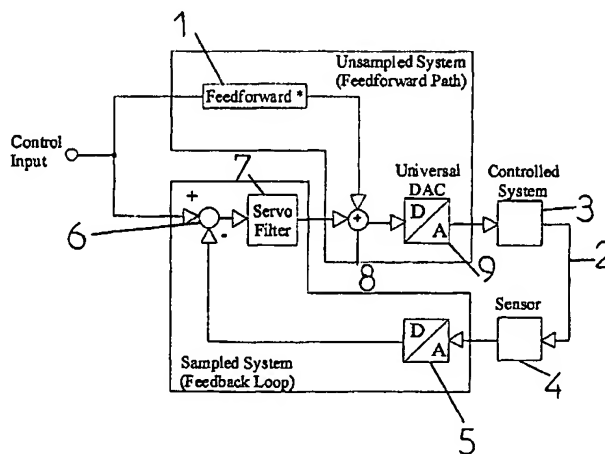 1
Unsampled System
(Feedforward Path)
Feedforward *
Control
Input
7
Universal
DAC
Controlled
System
+
Servo
Filter
+
D
A
3
6
-
8
9
2
Sensor
D
A
Sampled System
(Feedback Loop)
5
4